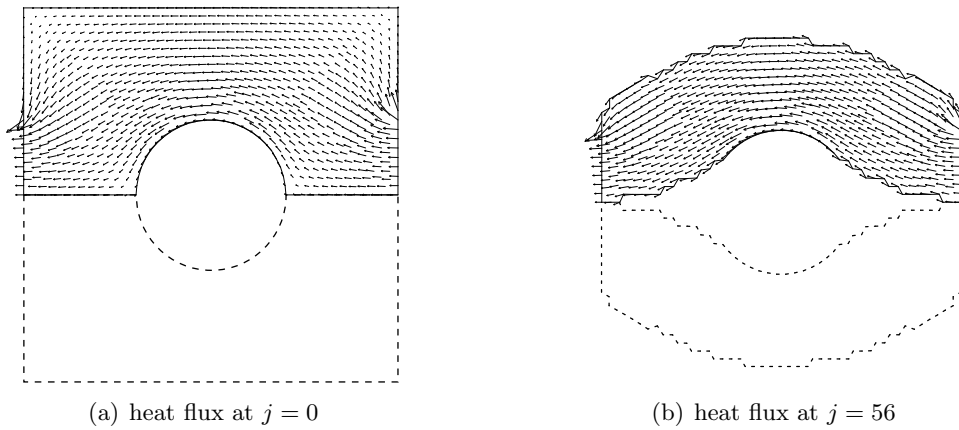 (a) heat flux at j = 0
(b) heat flux at j = 56